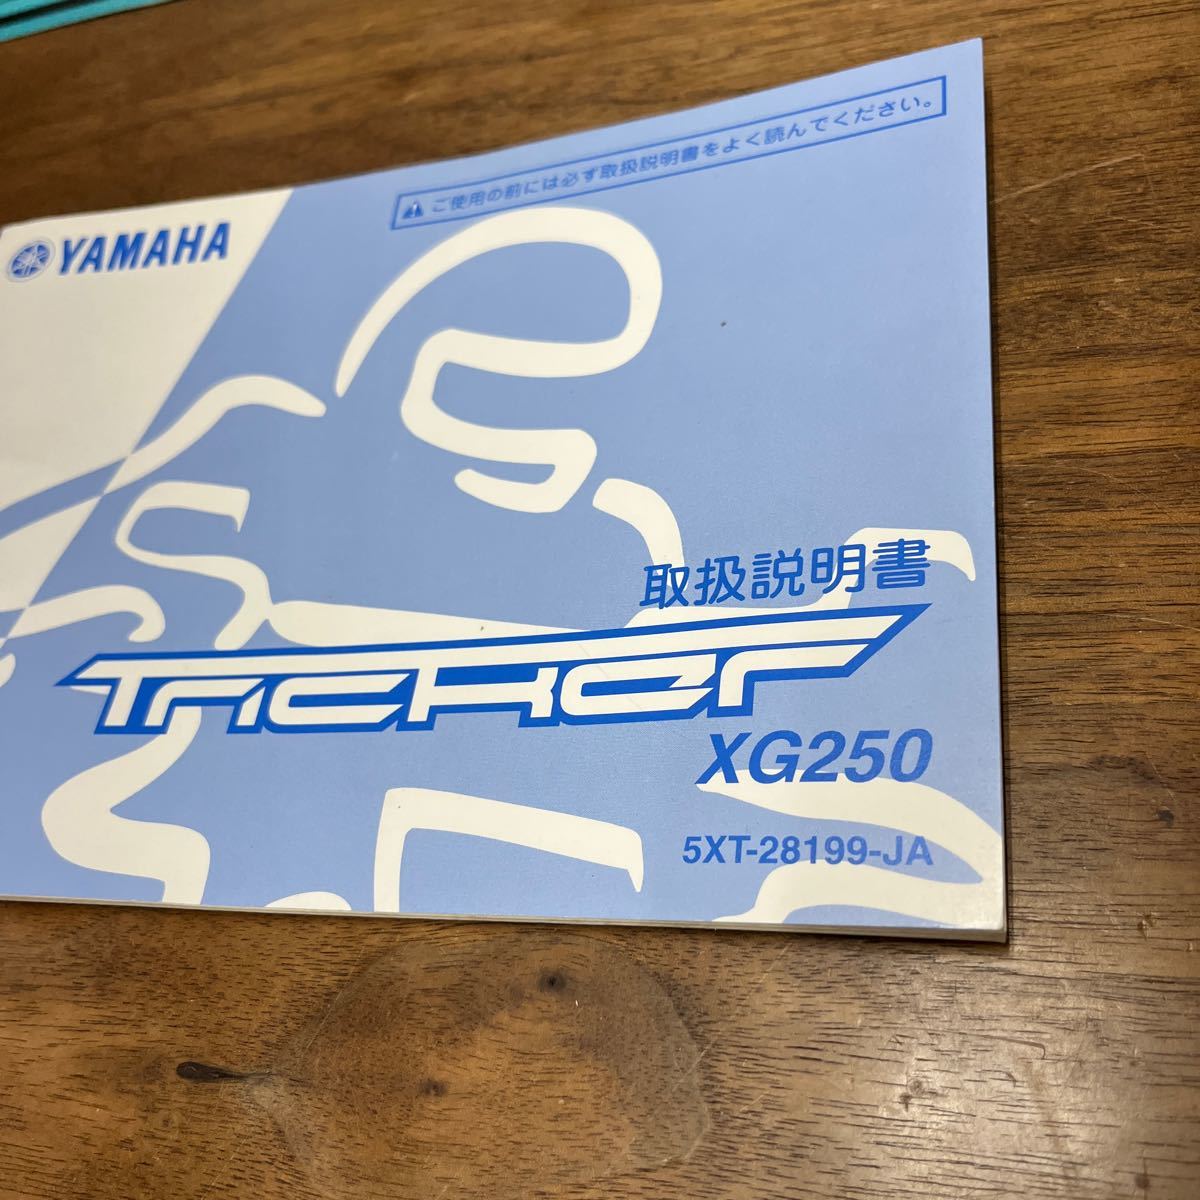 ご使用の前には必ず取扱説明書をよく読んでください。
YAMAHA
取扱説明書
TRICKER
XG250
5XT-28199-JA